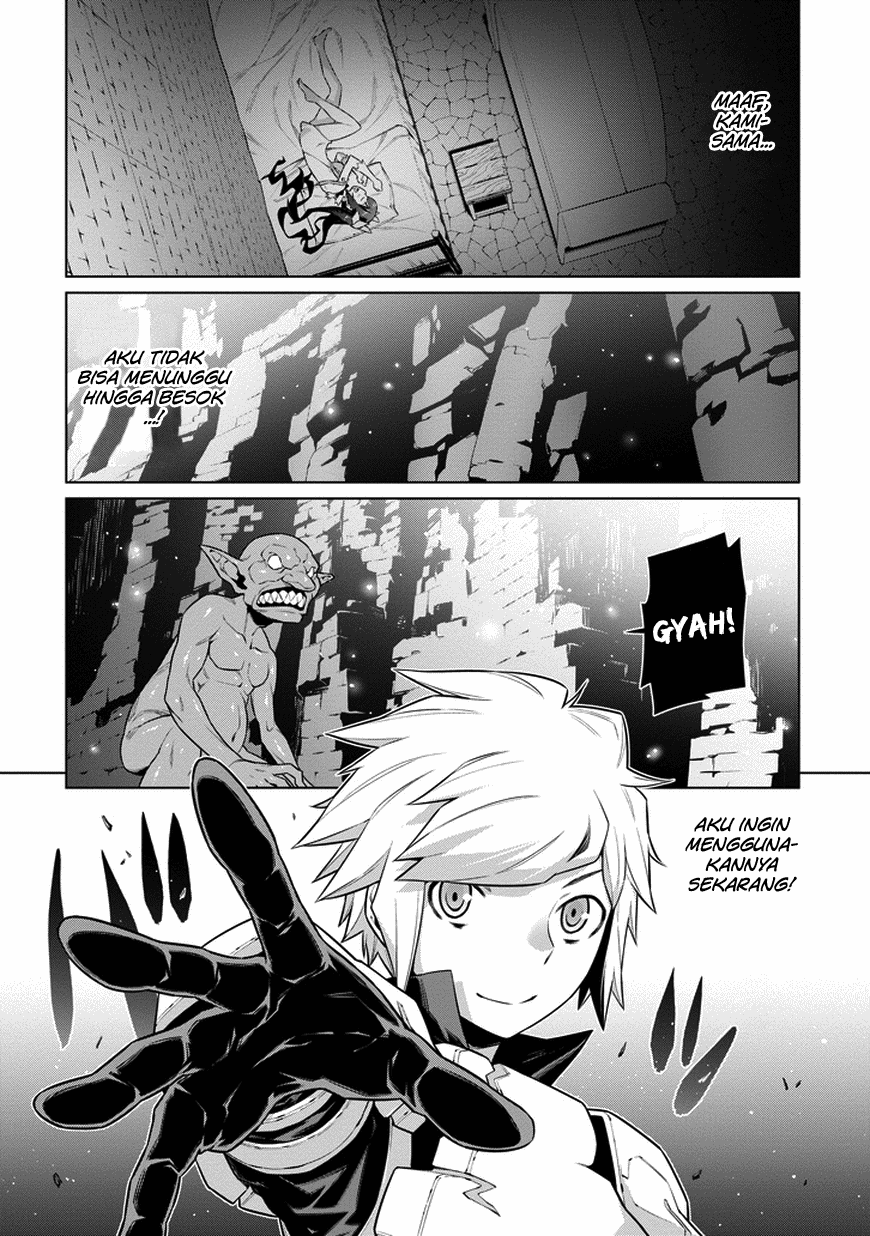 MAAF,
KAMI-
SAMA...
AKU TIDAK
BISA MENUNGGU
HINGGA BESOK
...!
GYAH!
AKU INGIN
MENGGUNA-
KANNYA
SEKARANG!